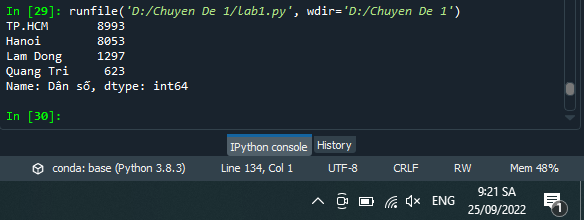 In [29]: runfile('D:/Chuyen De 1/lab1.py', wdir='D:/Chuyen De 1')
TP.HCM 8993
Hanoi 8053
Lam Dong 1297
Quang Tri 623
Name: Dân số, dtype: int64
In [30]:
IPython console History
conda: base (Python 3.8.3) Line 134, Col 1 UTF-8 CRLF RW Mem 48%
ENG 9:21 SA
25/09/2022 1